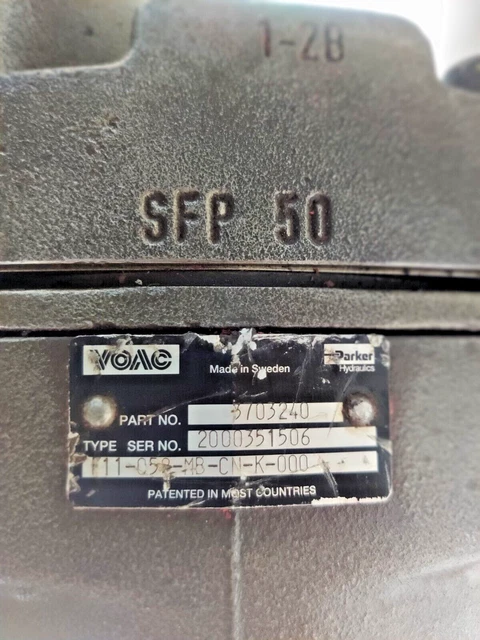 1-2B
SFP 50
VOAC
Made in Sweden
Parker
Hydraulics
PART NO. 3703240
TYPE SER NO. 2000351506
F11-058-MB-CN-K-000
PATENTED IN MOST COUNTRIES